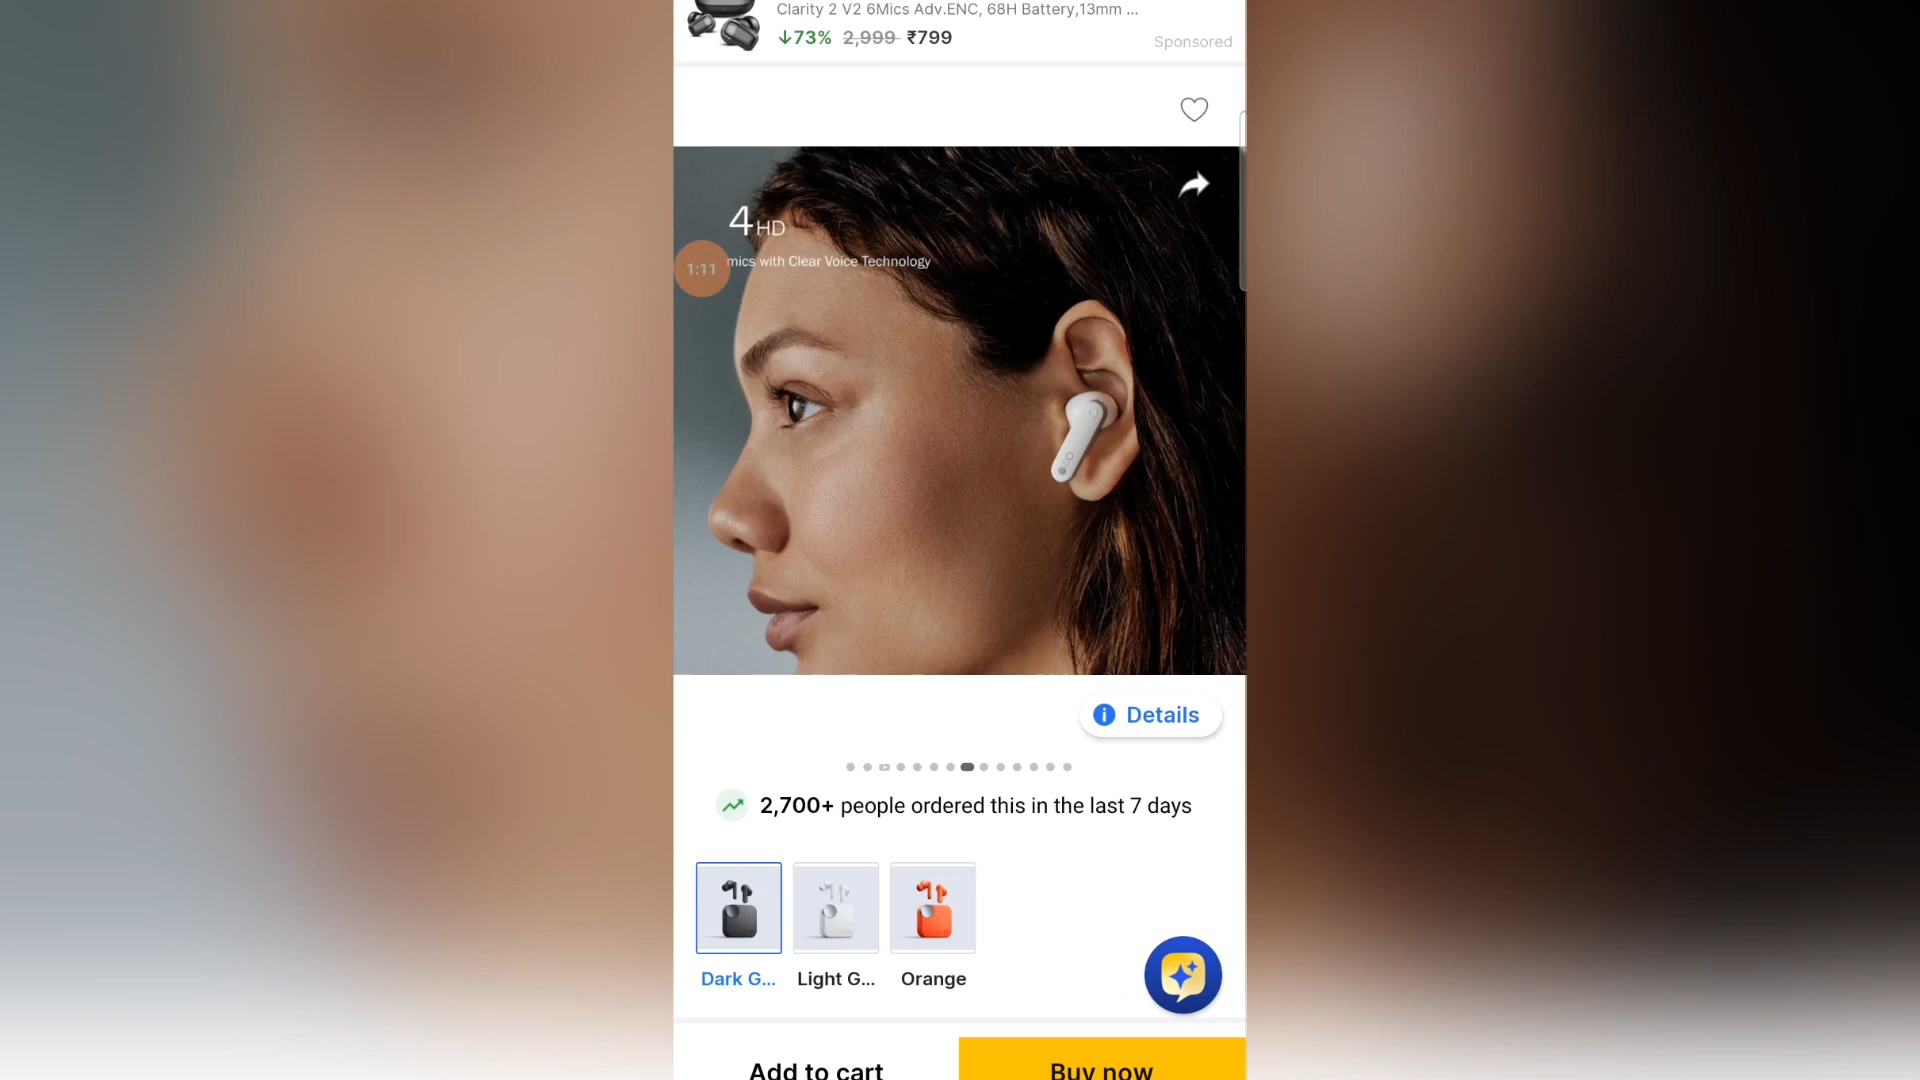 Clarity 2 V2 6Mics Adv.ENC, 68H Battery,13mm ...
↓73% 2,999 ₹799
Sponsored
4HD
1:11
mics with Clear Voice Technology
Details
2,700+ people ordered this in the last 7 days
Dark G...
Light G...
Orange
Add to cart
Buy now